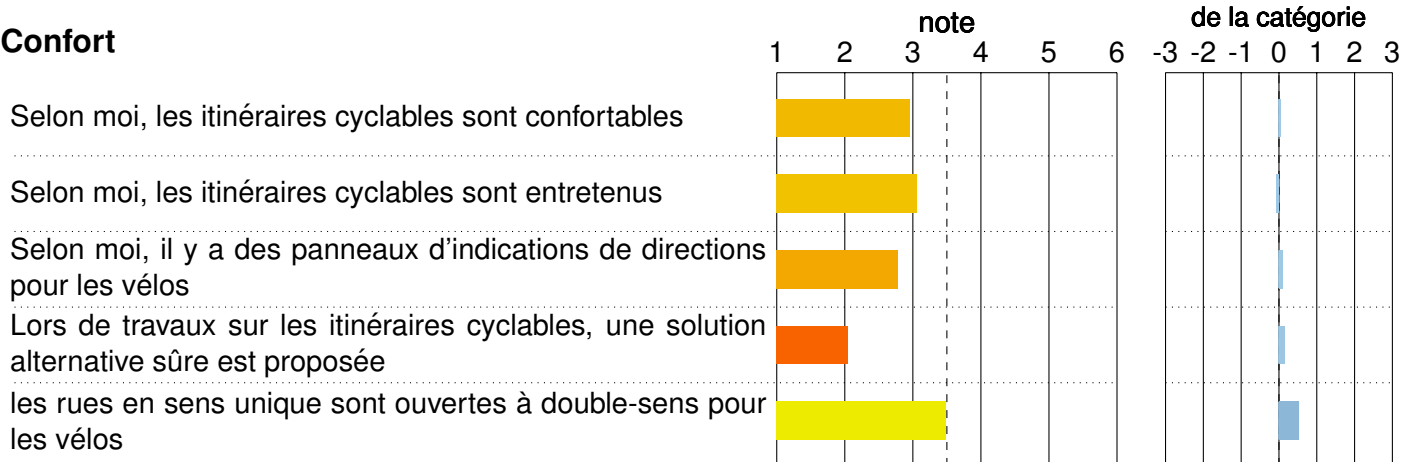 note
de la catégorie
Confort
1 2 3 4 5 6
-3 -2 -1 0 1 2 3
Selon moi, les itinéraires cyclables sont confortables
Selon moi, les itinéraires cyclables sont entretenus
Selon moi, il y a des panneaux d'indications de directions
pour les vélos
Lors de travaux sur les itinéraires cyclables, une solution
alternative sûre est proposée
les rues en sens unique sont ouvertes à double-sens pour
les vélos